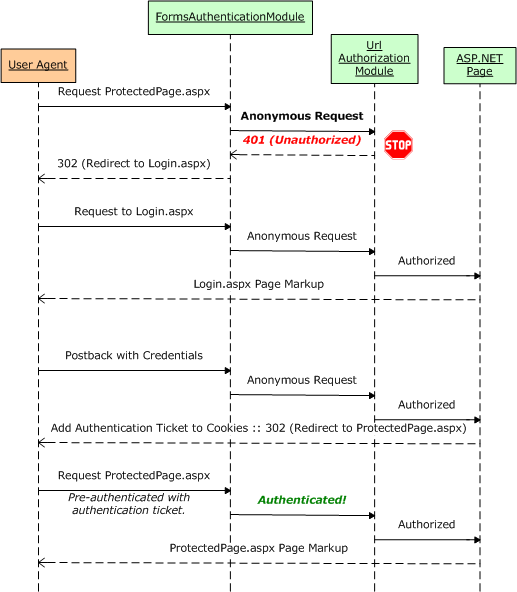 FormsAuthenticationModule
User Agent
Url
Authorization
Module
ASP.NET
Page
Request ProtectedPage.aspx
Anonymous Request
401 (Unauthorized)
STOP
302 (Redirect to Login.aspx)
Request to Login.aspx
Anonymous Request
Authorized
Login.aspx Page Markup
Postback with Credentials
Anonymous Request
Authorized
Add Authentication Ticket to Cookies :: 302 (Redirect to ProtectedPage.aspx)
Request ProtectedPage.aspx
Pre-authenticated with
authentication ticket.
Authenticated!
Authorized
ProtectedPage.aspx Page Markup